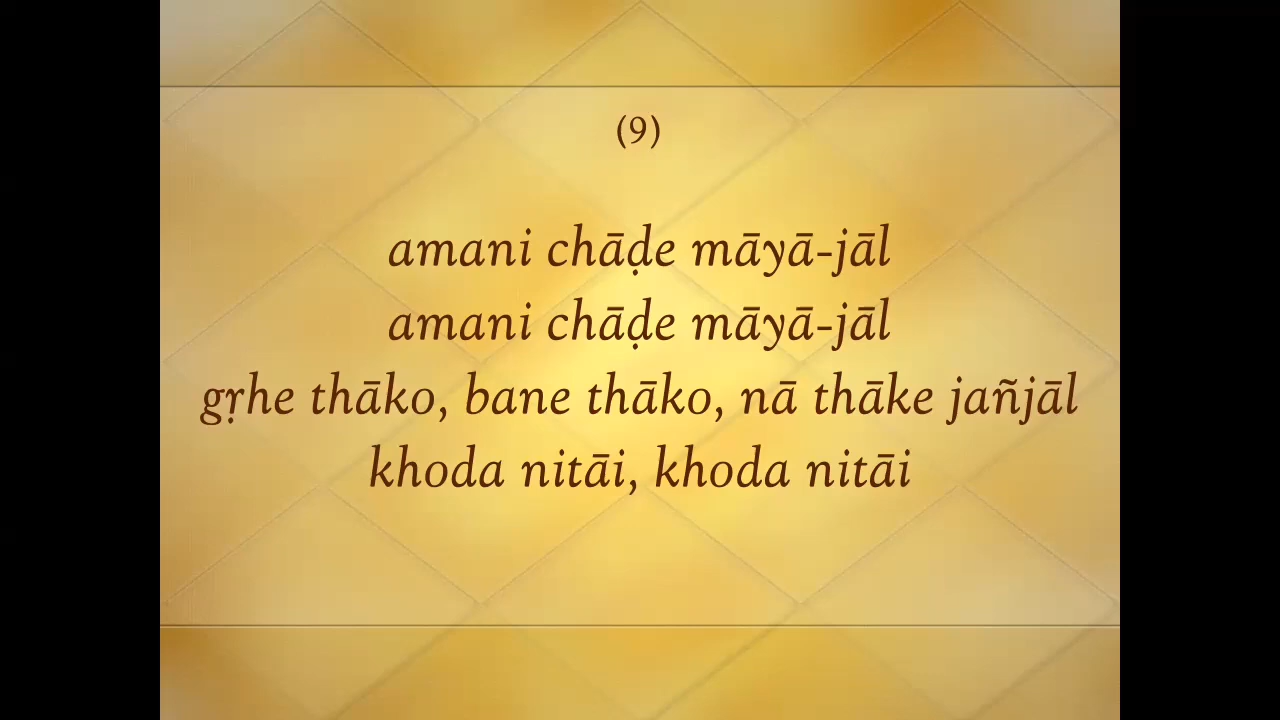 (9)
amani chāḍe māyā-jāl
amani chāḍe māyā-jāl
gṛhe thāko, bane thāko, nā thāke jañjāl
khoda nitāi, khoda nitāi